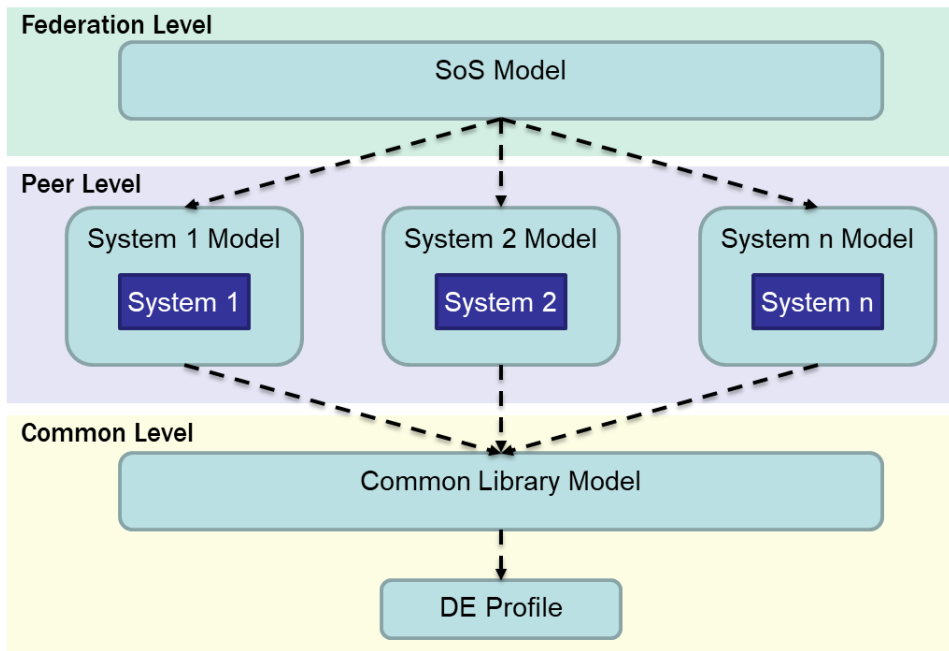 Federation Level
SoS Model
Peer Level
System 1 Model
System 2 Model
System n Model
System 1
System 2
System n
Common Level
Common Library Model
DE Profile